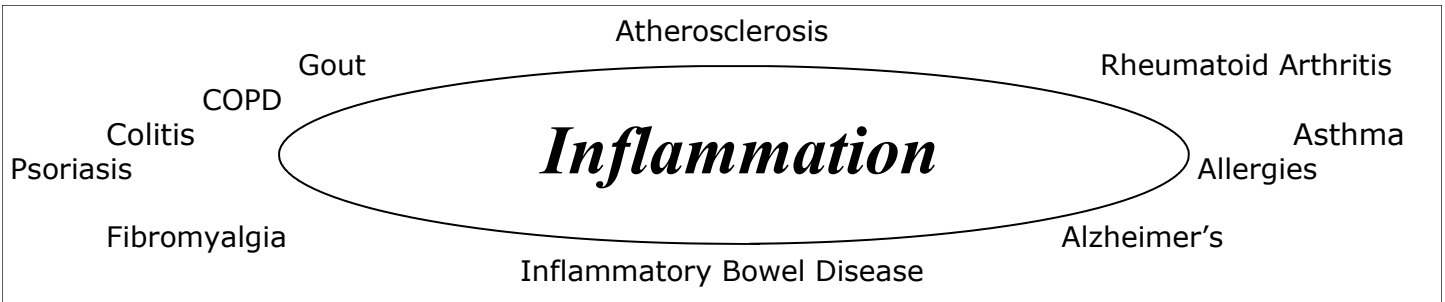 Atherosclerosis
Gout
Rheumatoid Arthritis
COPD
Colitis
Inflammation
Asthma
Psoriasis
Allergies
Fibromyalgia
Alzheimer’s
Inflammatory Bowel Disease